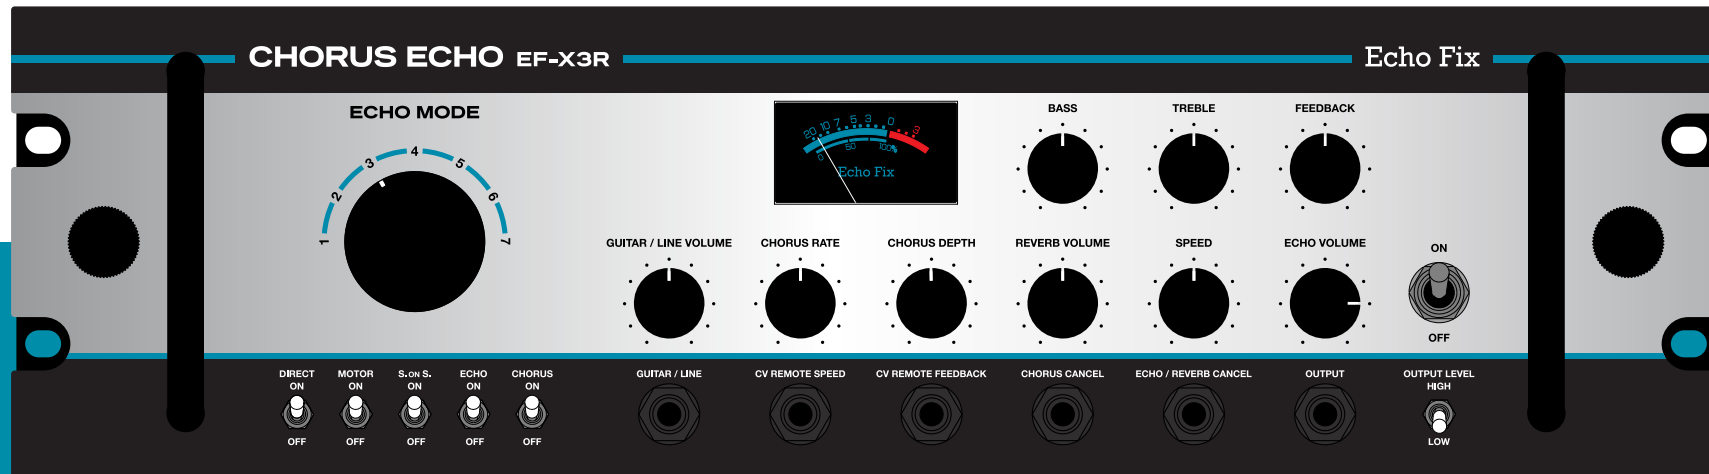 CHORUS ECHO EF-X3R
Echo Fix
ECHO MODE
1 2 3 4 5 6 7
20 10 7 5 3 0 3
0 50 100%
Echo Fix
BASS TREBLE FEEDBACK
GUITAR / LINE VOLUME CHORUS RATE CHORUS DEPTH REVERB VOLUME SPEED ECHO VOLUME
ON
OFF
DIRECT MOTOR S. ON S. ECHO CHORUS
ON ON ON ON ON
OFF OFF OFF OFF OFF
GUITAR / LINE CV REMOTE SPEED CV REMOTE FEEDBACK CHORUS CANCEL ECHO / REVERB CANCEL OUTPUT
OUTPUT LEVEL
HIGH
LOW